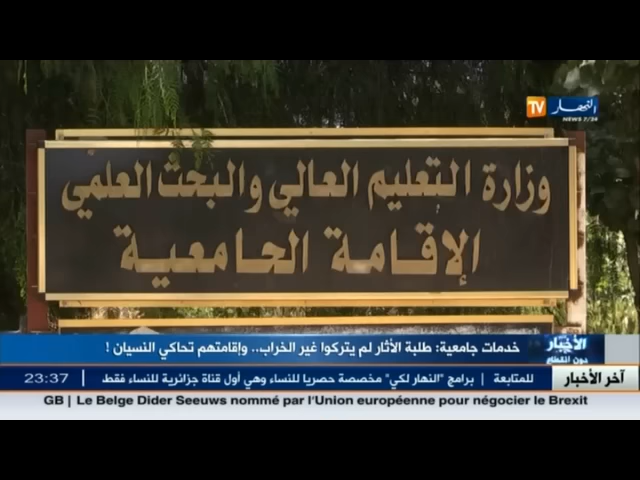 TV النهار
NEWS 7/24
وزارة التعليم العالي والبحث العلمي
الإقامة الجامعية
الأخبار
دون انقطاع
خدمات جامعية: طلبة الأثار لم يتركوا غير الخراب.. وإقامتهم تحاكي النسيان !
آخر الأخبار
للمتابعة | برامج "النهار لكي" مخصصة حصريا للنساء وهي أول قناة جزائرية للنساء فقط
23:37
GB | Le Belge Dider Seeuws nommé par l'Union européenne pour négocier le Brexit